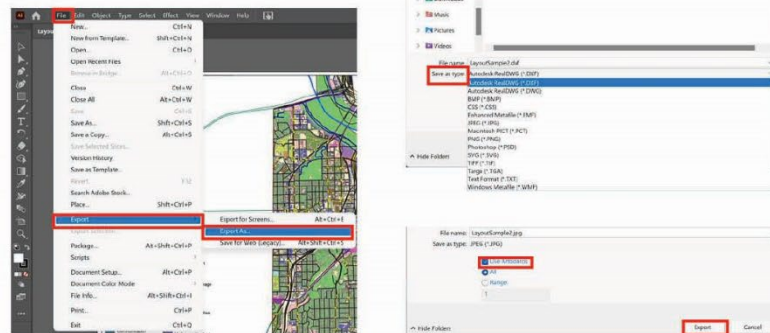 Ai File Edit Object Type Select Effect View Window Help
New... Ctrl+N
New from Template... Shift+Ctrl+N
Open... Ctrl+O
Open Recent Files
Browse in Bridge... Alt+Ctrl+O
Close Ctrl+W
Close All Alt+Ctrl+W
Save Ctrl+S
Save As... Shift+Ctrl+S
Save a Copy... Alt+Ctrl+S
Save Selected Slices...
Version History
Save as Template...
Revert F12
Search Adobe Stock...
Place... Shift+Ctrl+P
Export
Export Selection...
Package... Alt+Shift+Ctrl+P
Scripts
Document Setup... Alt+Ctrl+P
Document Color Mode
File Info... Alt+Shift+Ctrl+I
Print... Ctrl+P
Exit Ctrl+Q
Export for Screens... Alt+Ctrl+E
Export As...
Save for Web (Legacy)... Alt+Shift+Ctrl+S
Music
Pictures
Videos
File name: LayoutSample2.dxf
Save as type: Autodesk RealDWG (*.DXF)
Autodesk RealDWG (*.DXF)
Autodesk RealDWG (*.DWG)
BMP (*.BMP)
CSS (*.CSS)
Enhanced Metafile (*.EMF)
JPEG (*.JPG)
Macintosh PICT (*.PCT)
PNG (*.PNG)
Photoshop (*.PSD)
SVG (*.SVG)
TIFF (*.TIF)
Targa (*.TGA)
Text Format (*.TXT)
Windows Metafile (*.WMF)
Hide Folders
File name: LayoutSample2.jpg
Save as type: JPEG (*.JPG)
Use Artboards
All
Range:
1
Hide Folders
Export Cancel